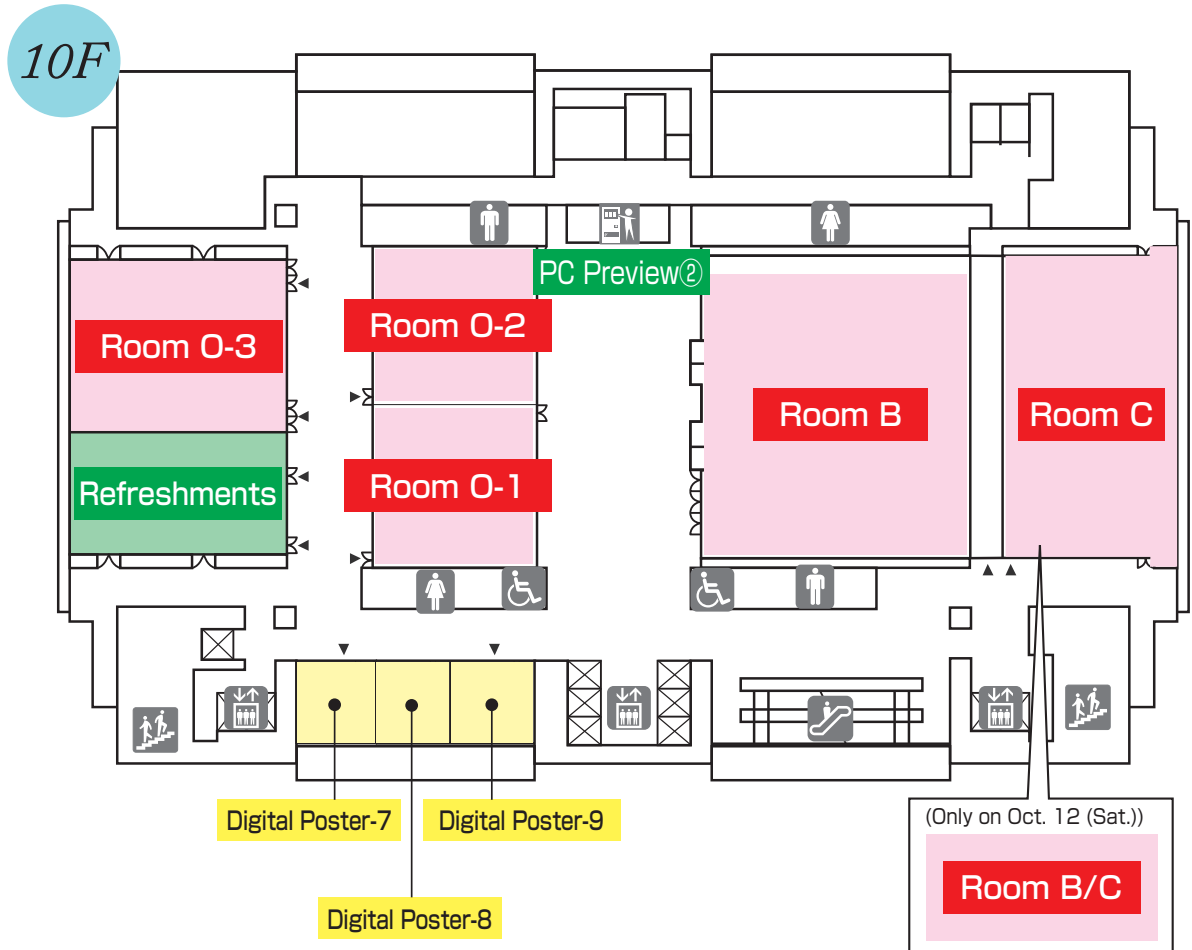 10F
PC Preview②
Room O-2
Room O-3
Room B
Room C
Room O-1
Refreshments
Digital Poster-7
Digital Poster-9
Digital Poster-8
(Only on Oct. 12 (Sat.))
Room B/C